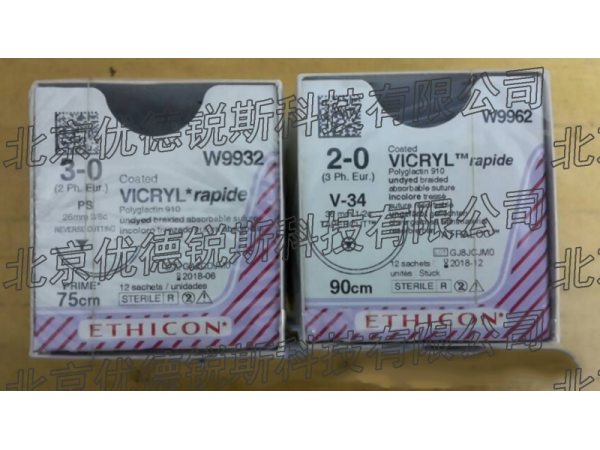 北京优德锐斯科技有限公司
北京优德锐斯科技有限公司
北京优德锐斯科技有限公司
3-0
(2 Ph. Eur.)
PS
REVERSE CUTTING
PRIME*
75cm
W9932
Coated
VICRYL*rapide
Polyglactin 910
undyed braided absorbable suture
2018-06
12 sachets / unidades
STERILE R
ETHICON*
2-0
(3 Ph. Eur.)
V-34
90cm
W9962
Coated
VICRYL™rapide
Polyglactin 910
undyed braided
absorbable suture
incolore tressé
GJ8JCJM0
2018-12
12 sachets
unités Stück
STERILE R
ETHICON*